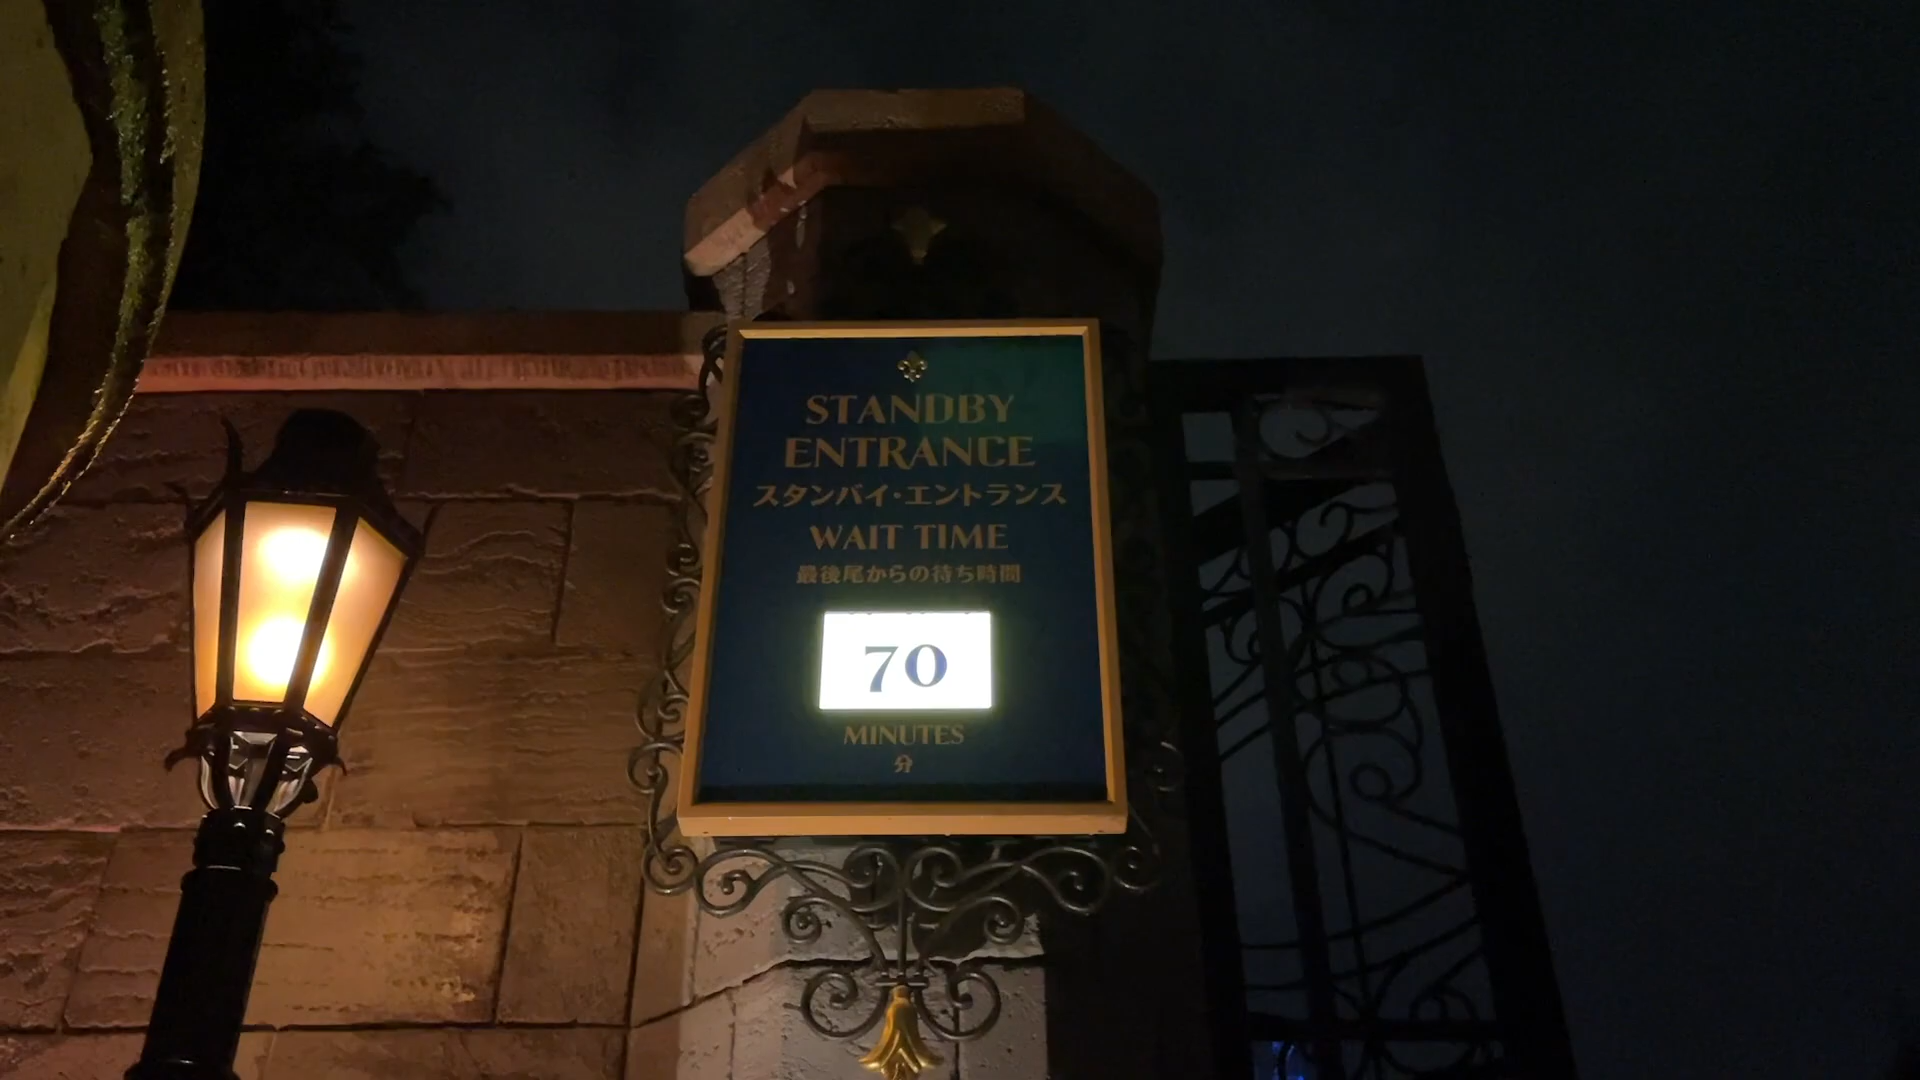 STANDBY
ENTRANCE
スタンバイ・エントランス
WAIT TIME
最後尾からの待ち時間
70
MINUTES
分